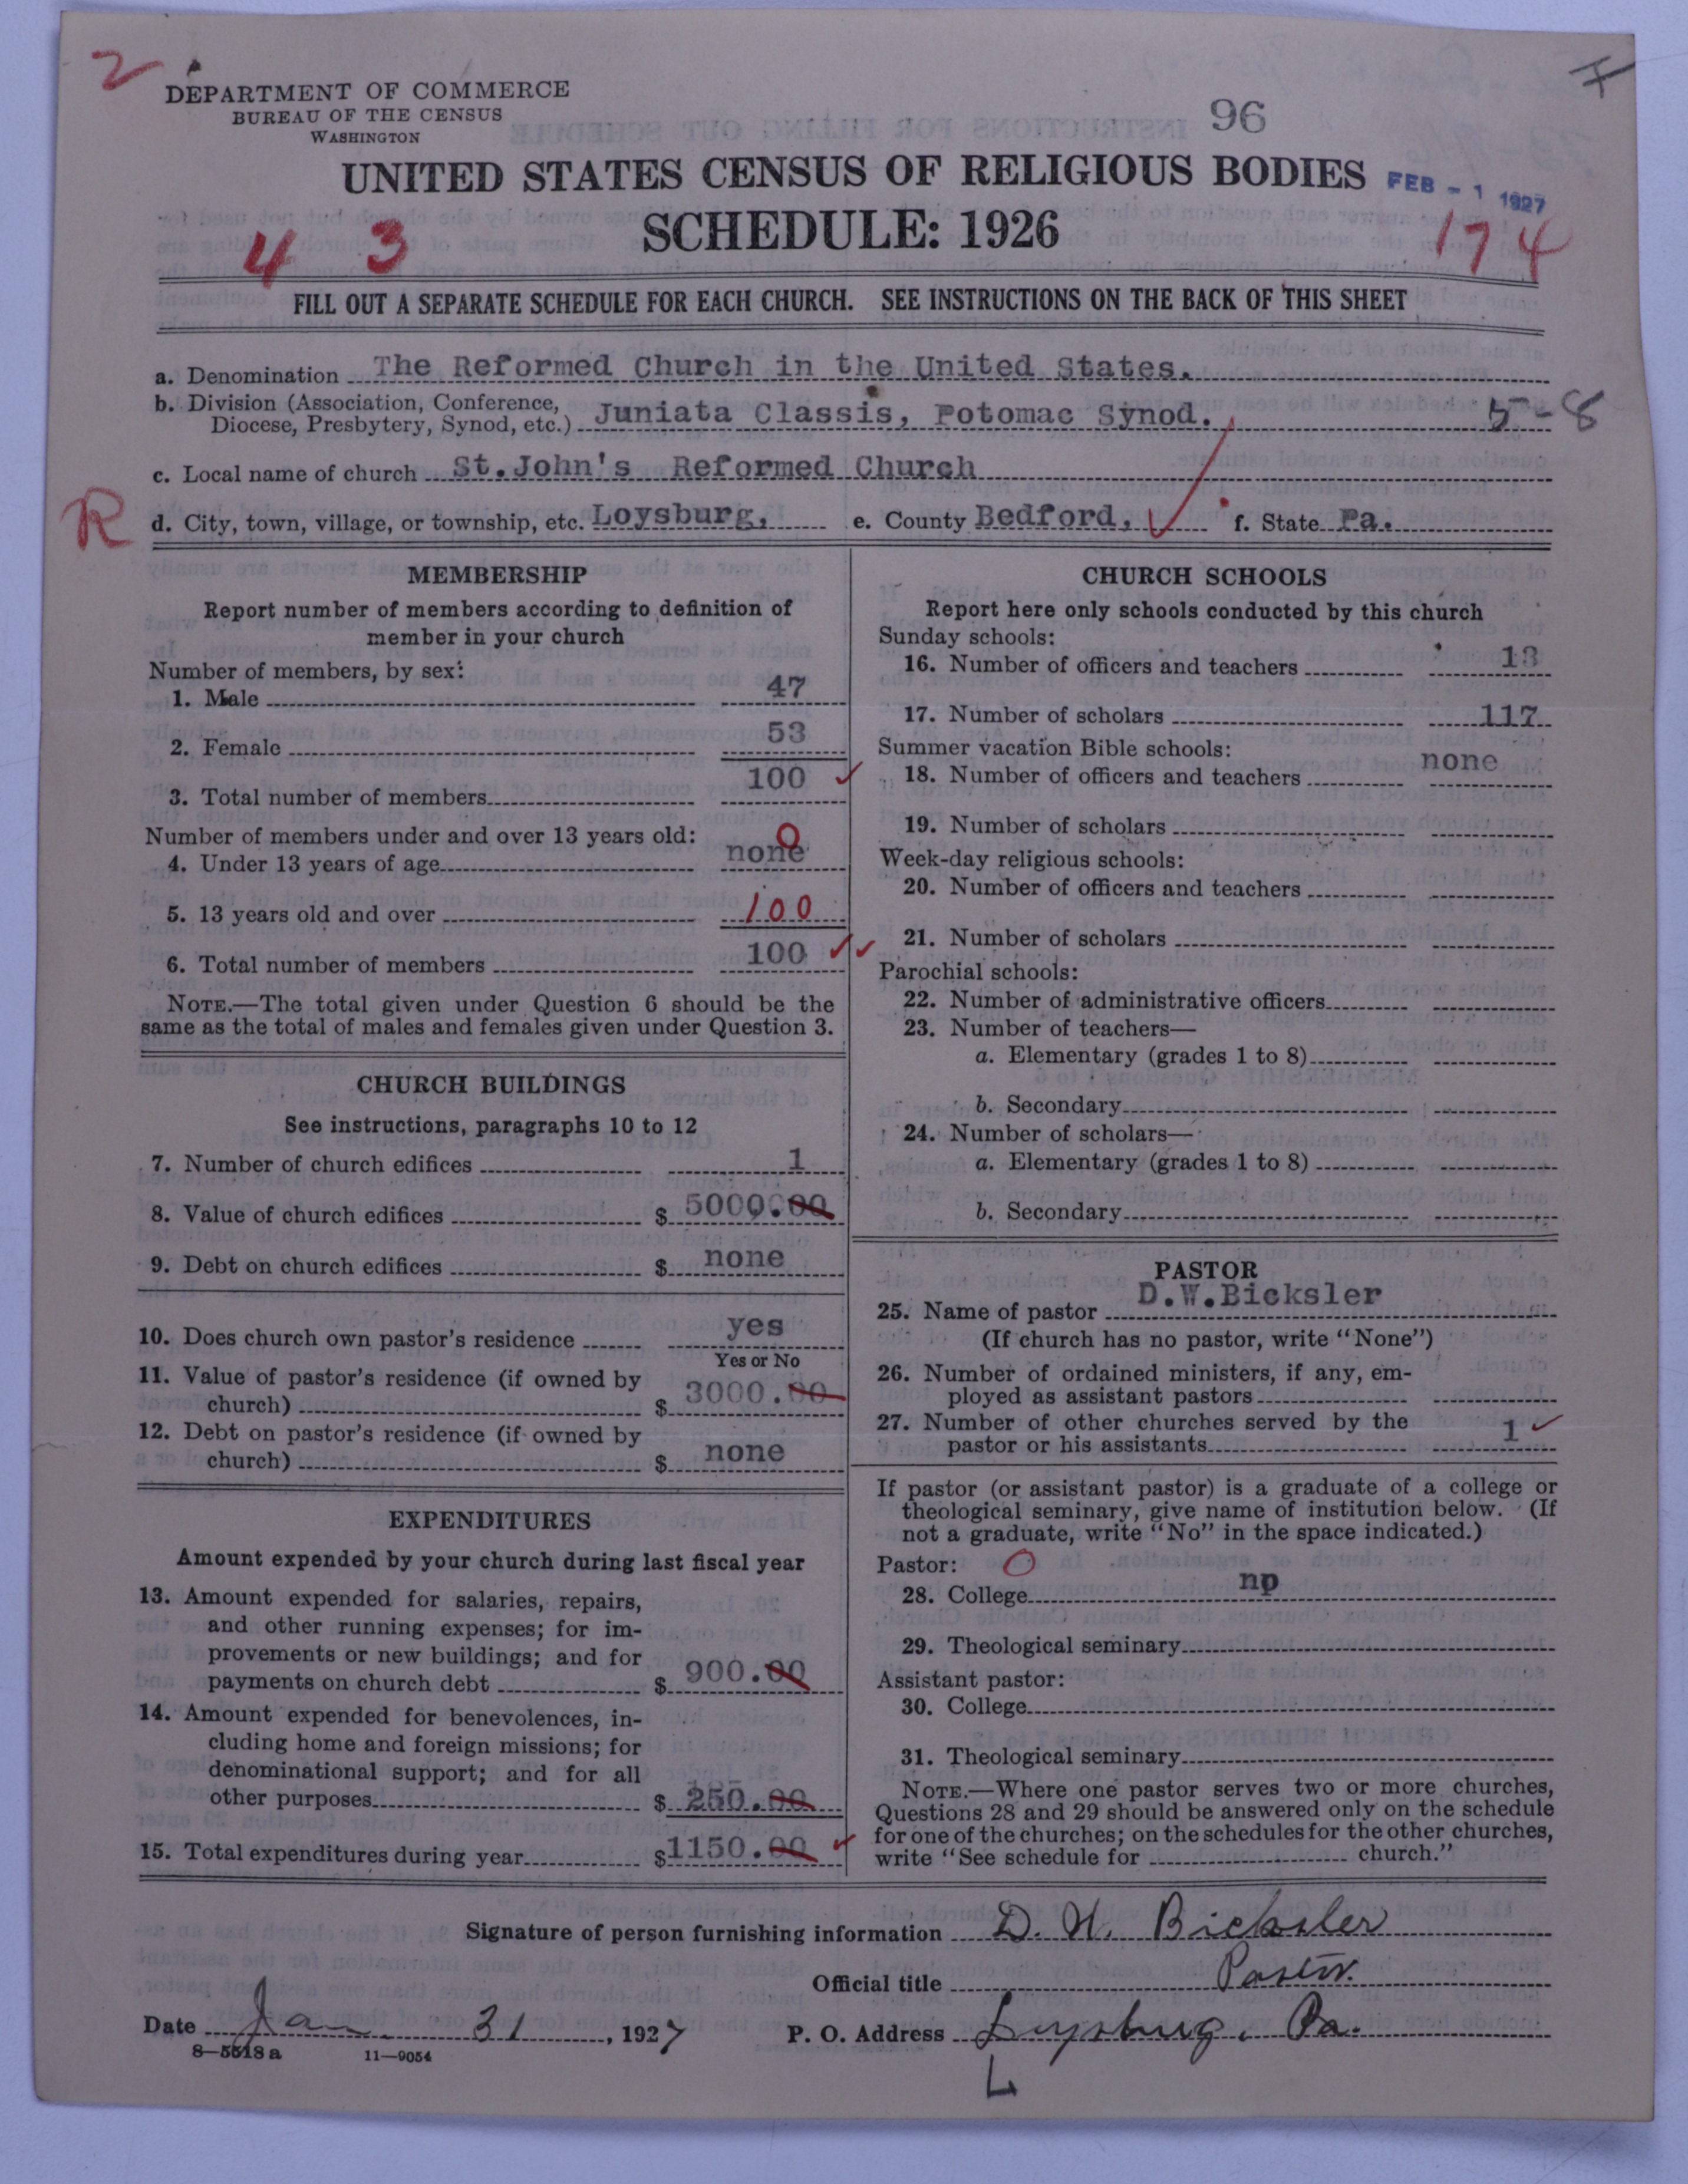 2
DEPARTMENT OF COMMERCE
BUREAU OF THE CENSUS
WASHINGTON
96
UNITED STATES CENSUS OF RELIGIOUS BODIES
FEB - 1 1927
SCHEDULE: 1926
4 3
174
FILL OUT A SEPARATE SCHEDULE FOR EACH CHURCH. SEE INSTRUCTIONS ON THE BACK OF THIS SHEET
a. Denomination The Reformed Church in the United States.
b. Division (Association, Conference,
Diocese, Presbytery, Synod, etc.) Juniata Classis, Potomac Synod. 5-8
c. Local name of church St.John's Reformed Church
R
d. City, town, village, or township, etc. Loysburg, e. County Bedford, f. State Pa.
MEMBERSHIP
Report number of members according to definition of
member in your church
Number of members, by sex:
1. Male 47
2. Female 53
3. Total number of members 100
Number of members under and over 13 years old:
4. Under 13 years of age none 0
5. 13 years old and over 100
6. Total number of members 100
NOTE.—The total given under Question 6 should be the
same as the total of males and females given under Question 3.
CHURCH BUILDINGS
See instructions, paragraphs 10 to 12
7. Number of church edifices 1
8. Value of church edifices $ 5000.00
9. Debt on church edifices $ none
10. Does church own pastor's residence yes
Yes or No
11. Value of pastor's residence (if owned by
church) $ 3000.00
12. Debt on pastor's residence (if owned by
church) $ none
EXPENDITURES
Amount expended by your church during last fiscal year
13. Amount expended for salaries, repairs,
and other running expenses; for im-
provements or new buildings; and for
payments on church debt $ 900.00
14. Amount expended for benevolences, in-
cluding home and foreign missions; for
denominational support; and for all
other purposes $ 250.00
15. Total expenditures during year $1150.00
CHURCH SCHOOLS
Report here only schools conducted by this church
Sunday schools:
16. Number of officers and teachers 13
17. Number of scholars 117
Summer vacation Bible schools:
18. Number of officers and teachers none
19. Number of scholars
Week-day religious schools:
20. Number of officers and teachers
21. Number of scholars
Parochial schools:
22. Number of administrative officers
23. Number of teachers—
a. Elementary (grades 1 to 8)
b. Secondary
24. Number of scholars—
a. Elementary (grades 1 to 8)
b. Secondary
PASTOR
25. Name of pastor D.W.Bicksler
(If church has no pastor, write "None")
26. Number of ordained ministers, if any, em-
ployed as assistant pastors
27. Number of other churches served by the
pastor or his assistants 1
If pastor (or assistant pastor) is a graduate of a college or
theological seminary, give name of institution below. (If
not a graduate, write "No" in the space indicated.)
Pastor: O
28. College np
29. Theological seminary
Assistant pastor:
30. College
31. Theological seminary
NOTE.—Where one pastor serves two or more churches,
Questions 28 and 29 should be answered only on the schedule
for one of the churches; on the schedules for the other churches,
write "See schedule for church."
Signature of person furnishing information D. W. Bicksler
Official title Pastor.
Date Jan. 31, 1927 P. O. Address Loysburg, Pa.
8—5518 a 11—9054
L